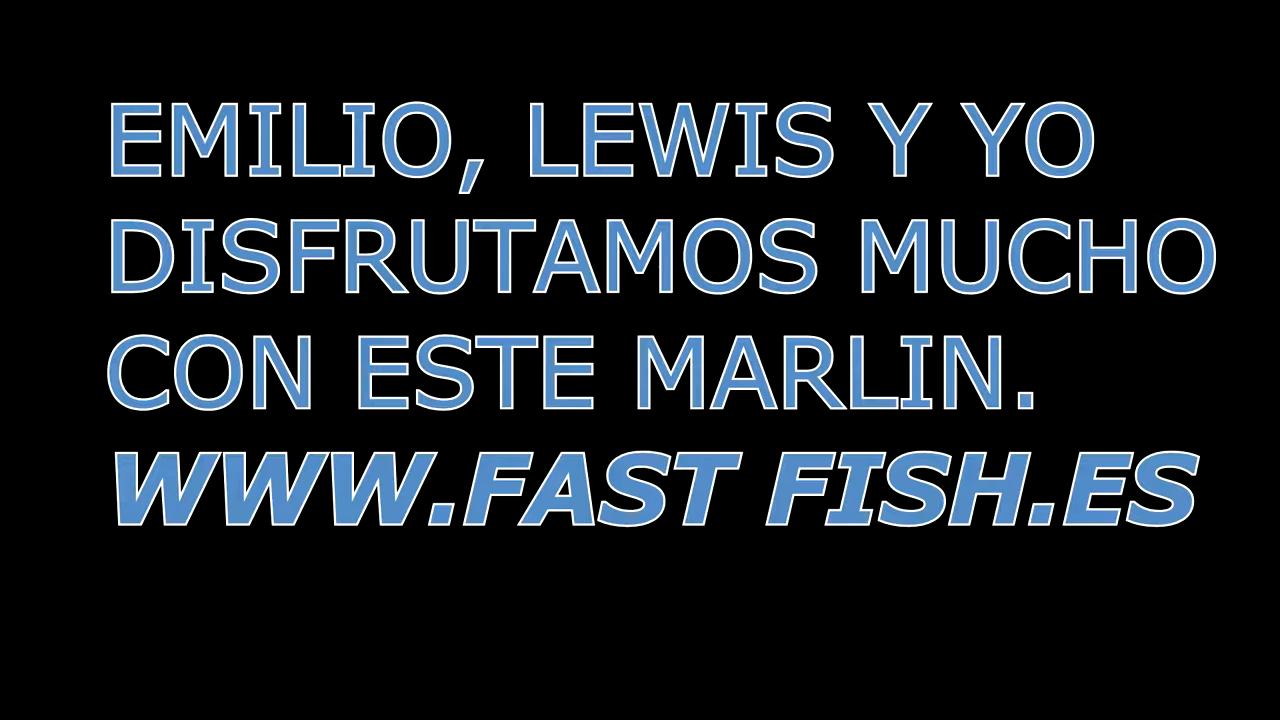 EMILIO, LEWIS Y YO
DISFRUTAMOS MUCHO
CON ESTE MARLIN.
WWW.FAST FISH.ES